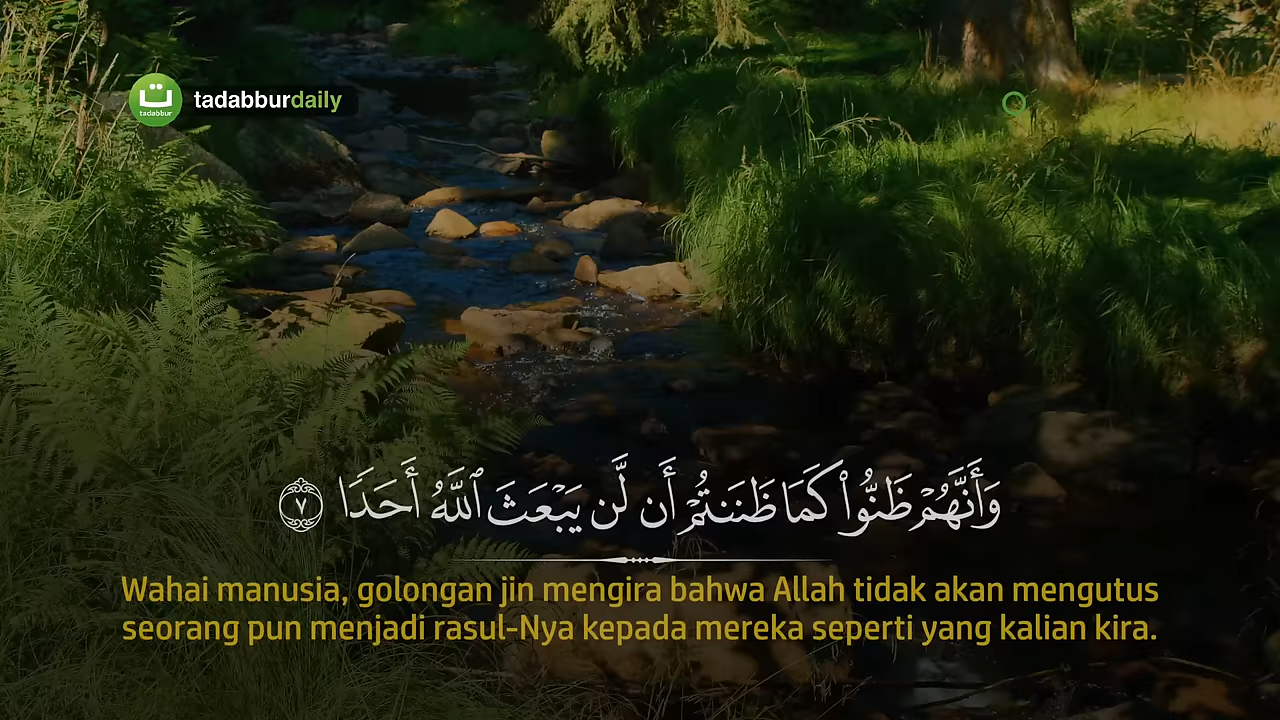 tadabbur
tadabburdaily
وَأَنَّهُمْ ظَنُّوا۟ كَمَا ظَنَنتُمْ أَن لَّن يَبْعَثَ ٱللَّهُ أَحَدًا ٧
Wahai manusia, golongan jin mengira bahwa Allah tidak akan mengutus
seorang pun menjadi rasul-Nya kepada mereka seperti yang kalian kira.